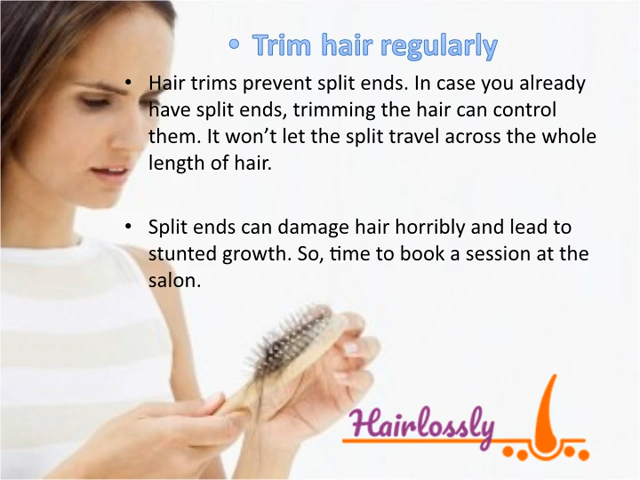 • Trim hair regularly
• Hair trims prevent split ends. In case you already
have split ends, trimming the hair can control
them. It won’t let the split travel across the whole
length of hair.
• Split ends can damage hair horribly and lead to
stunted growth. So, time to book a session at the
salon.
Hairlossly